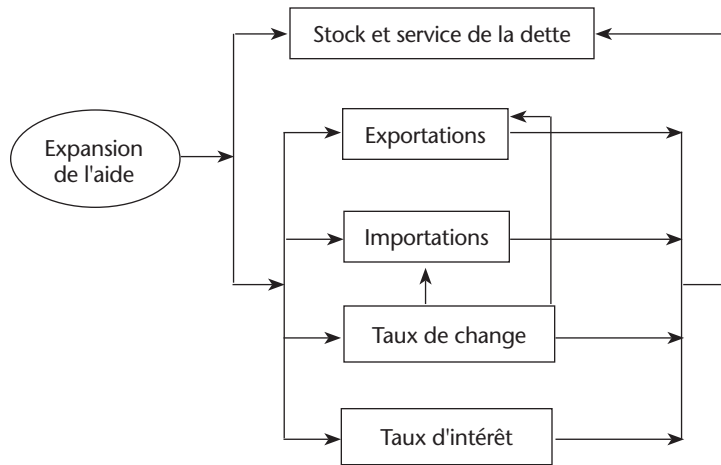 Stock et service de la dette
Expansion
de l'aide
Exportations
Importations
Taux de change
Taux d'intérêt